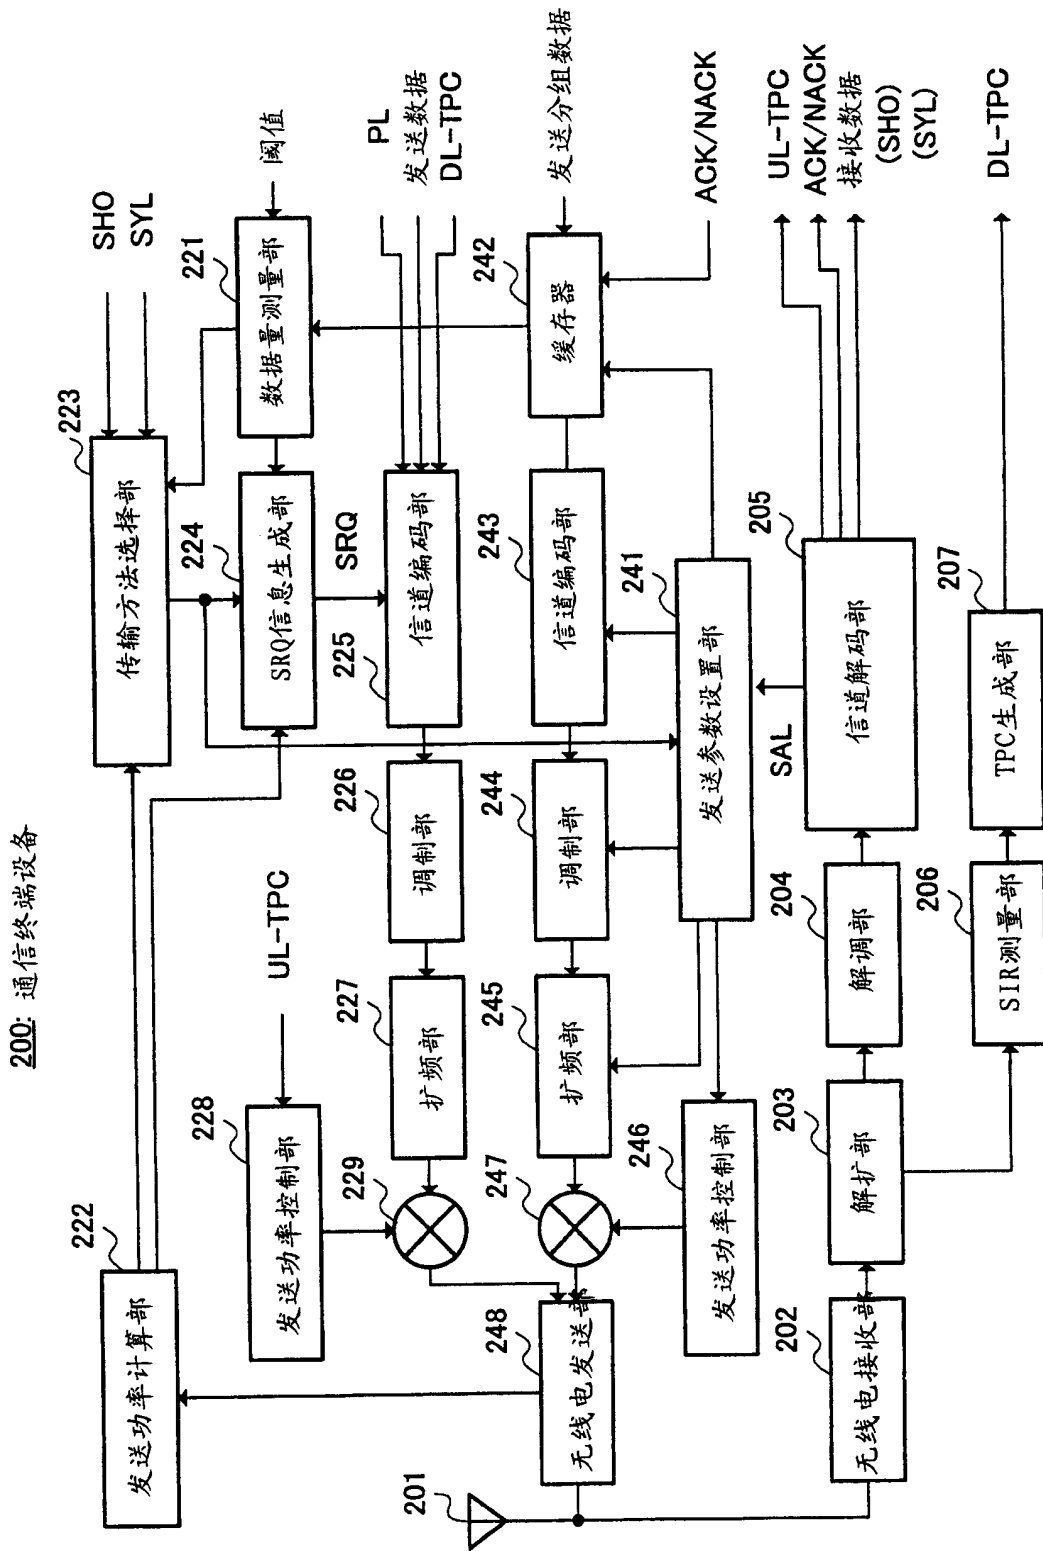 200: 通信终端设备
222
发送功率计算部
223
传输方法选择部
SHO
SYL
221
数据量测量部
阈值
224
SRQ信息生成部
SRQ
228
发送功率控制部
UL-TPC
229
227
扩频部
226
调制部
225
信道编码部
PL
发送数据
DL-TPC
201
248
无线电发送部
247
245
扩频部
244
调制部
243
信道编码部
242
缓存器
发送分组数据
246
发送功率控制部
241
发送参数设置部
ACK/NACK
SAL
202
无线电接收部
203
解扩部
204
解调部
205
信道解码部
UL-TPC
ACK/NACK
接收数据
(SHO)
(SYL)
206
SIR测量部
207
TPC生成部
DL-TPC